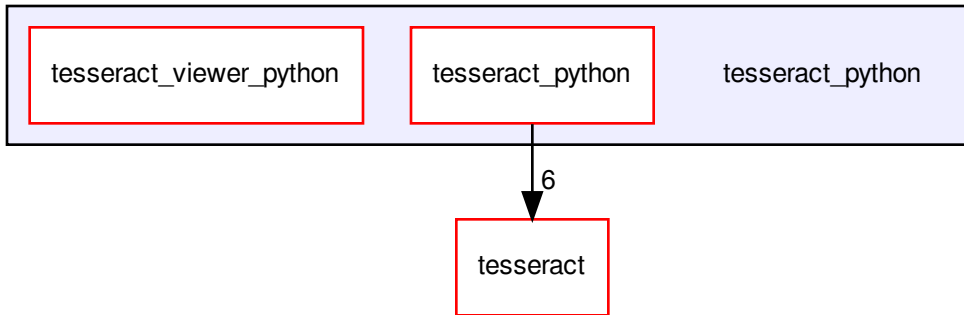 tesseract_viewer_python
tesseract_python
tesseract_python
6
tesseract